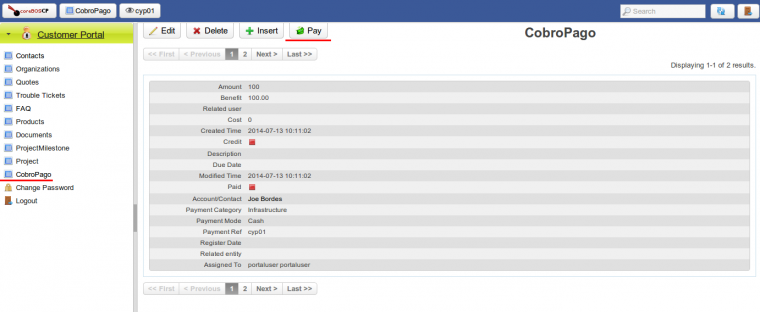 coreBOSCP CobroPago cyp01 Search
Customer Portal
Edit Delete Insert Pay
CobroPago
<< First < Previous 1 2 Next > Last >>
Displaying 1-1 of 2 results.
Contacts
Organizations
Quotes
Trouble Tickets
FAQ
Products
Documents
ProjectMilestone
Project
CobroPago
Change Password
Logout
Amount 100
Benefit 100.00
Related user
Cost 0
Created Time 2014-07-13 10:11:02
Credit
Description
Due Date
Modified Time 2014-07-13 10:11:02
Paid
Account/Contact Joe Bordes
Payment Category Infrastructure
Payment Mode Cash
Payment Ref cyp01
Register Date
Related entity
Assigned To portaluser portaluser
<< First < Previous 1 2 Next > Last >>